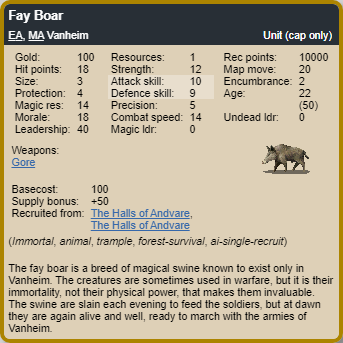 Fay Boar
EA, MA Vanheim Unit (cap only)
Gold: 100 Resources: 1 Rec points: 10000
Hit points: 18 Strength: 12 Map move: 20
Size: 3 Attack skill: 10 Encumbrance: 2
Protection: 4 Defence skill: 9 Age: 22
Magic res: 14 Precision: 5 (50)
Morale: 18 Combat speed: 14 Undead ldr: 0
Leadership: 40 Magic ldr: 0
Weapons:
Gore
Basecost: 100
Supply bonus: +50
Recruited from: The Halls of Andvare,
The Halls of Andvare
(Immortal, animal, trample, forest-survival, ai-single-recruit)
The fay boar is a breed of magical swine known to exist only in
Vanheim. The creatures are sometimes used in warfare, but it is their
immortality, not their physical power, that makes them invaluable.
The swine are slain each evening to feed the soldiers, but at dawn
they are again alive and well, ready to march with the armies of
Vanheim.